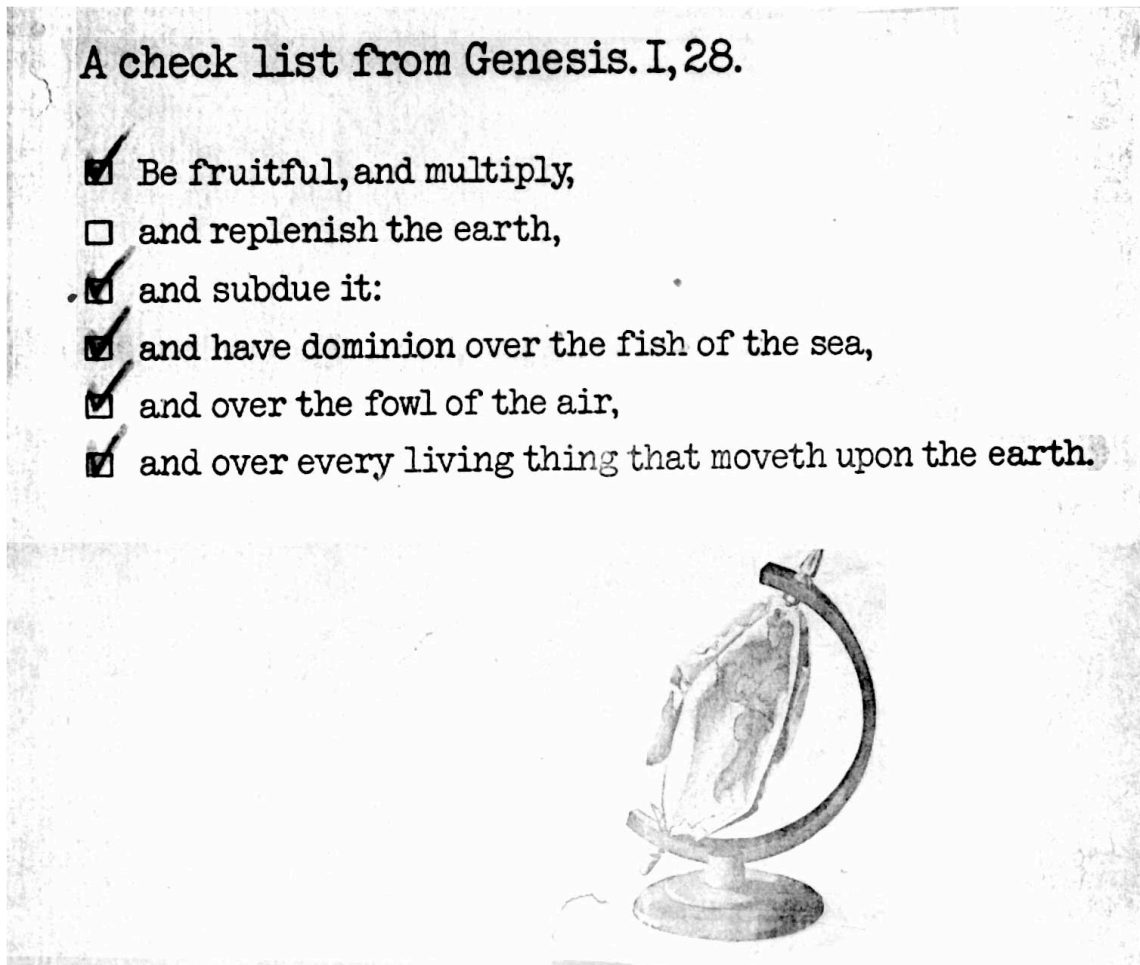 A check list from Genesis. I, 28.
Be fruitful, and multiply,
and replenish the earth,
and subdue it:
and have dominion over the fish of the sea,
and over the fowl of the air,
and over every living thing that moveth upon the earth.